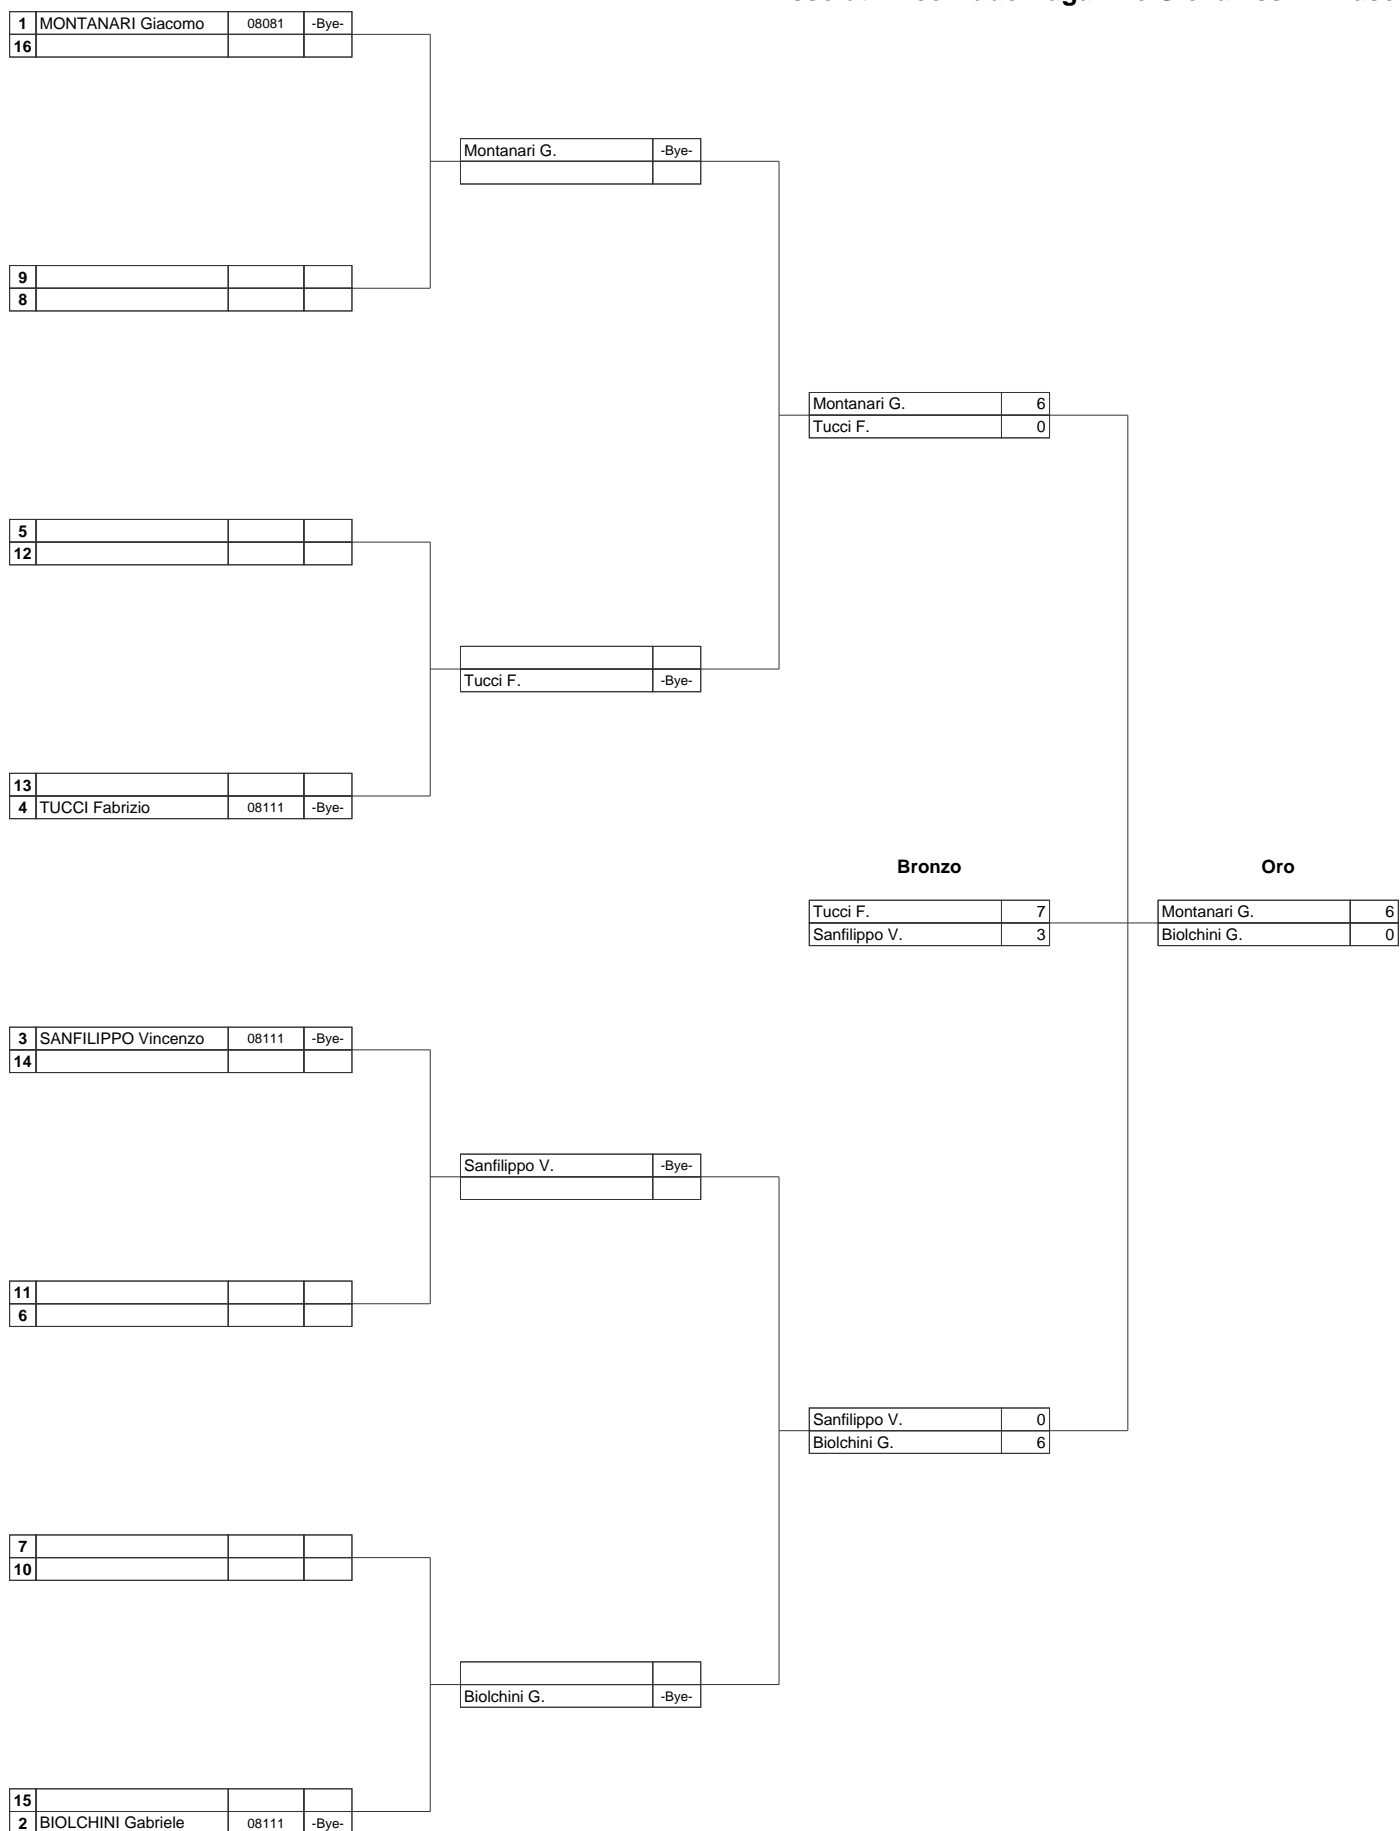 1 MONTANARI Giacomo 08081 -Bye-
16
Montanari G. -Bye-
9
8
Montanari G. 6
Tucci F. 0
5
12
Tucci F. -Bye-
13
4 TUCCI Fabrizio 08111 -Bye-
Bronzo Oro
Tucci F. 7 Montanari G. 6
Sanfilippo V. 3 Biolchini G. 0
3 SANFILIPPO Vincenzo 08111 -Bye-
14
Sanfilippo V. -Bye-
11
6
Sanfilippo V. 0
Biolchini G. 6
7
10
Biolchini G. -Bye-
15
2 BIOLCHINI Gabriele 08111 -Bye-